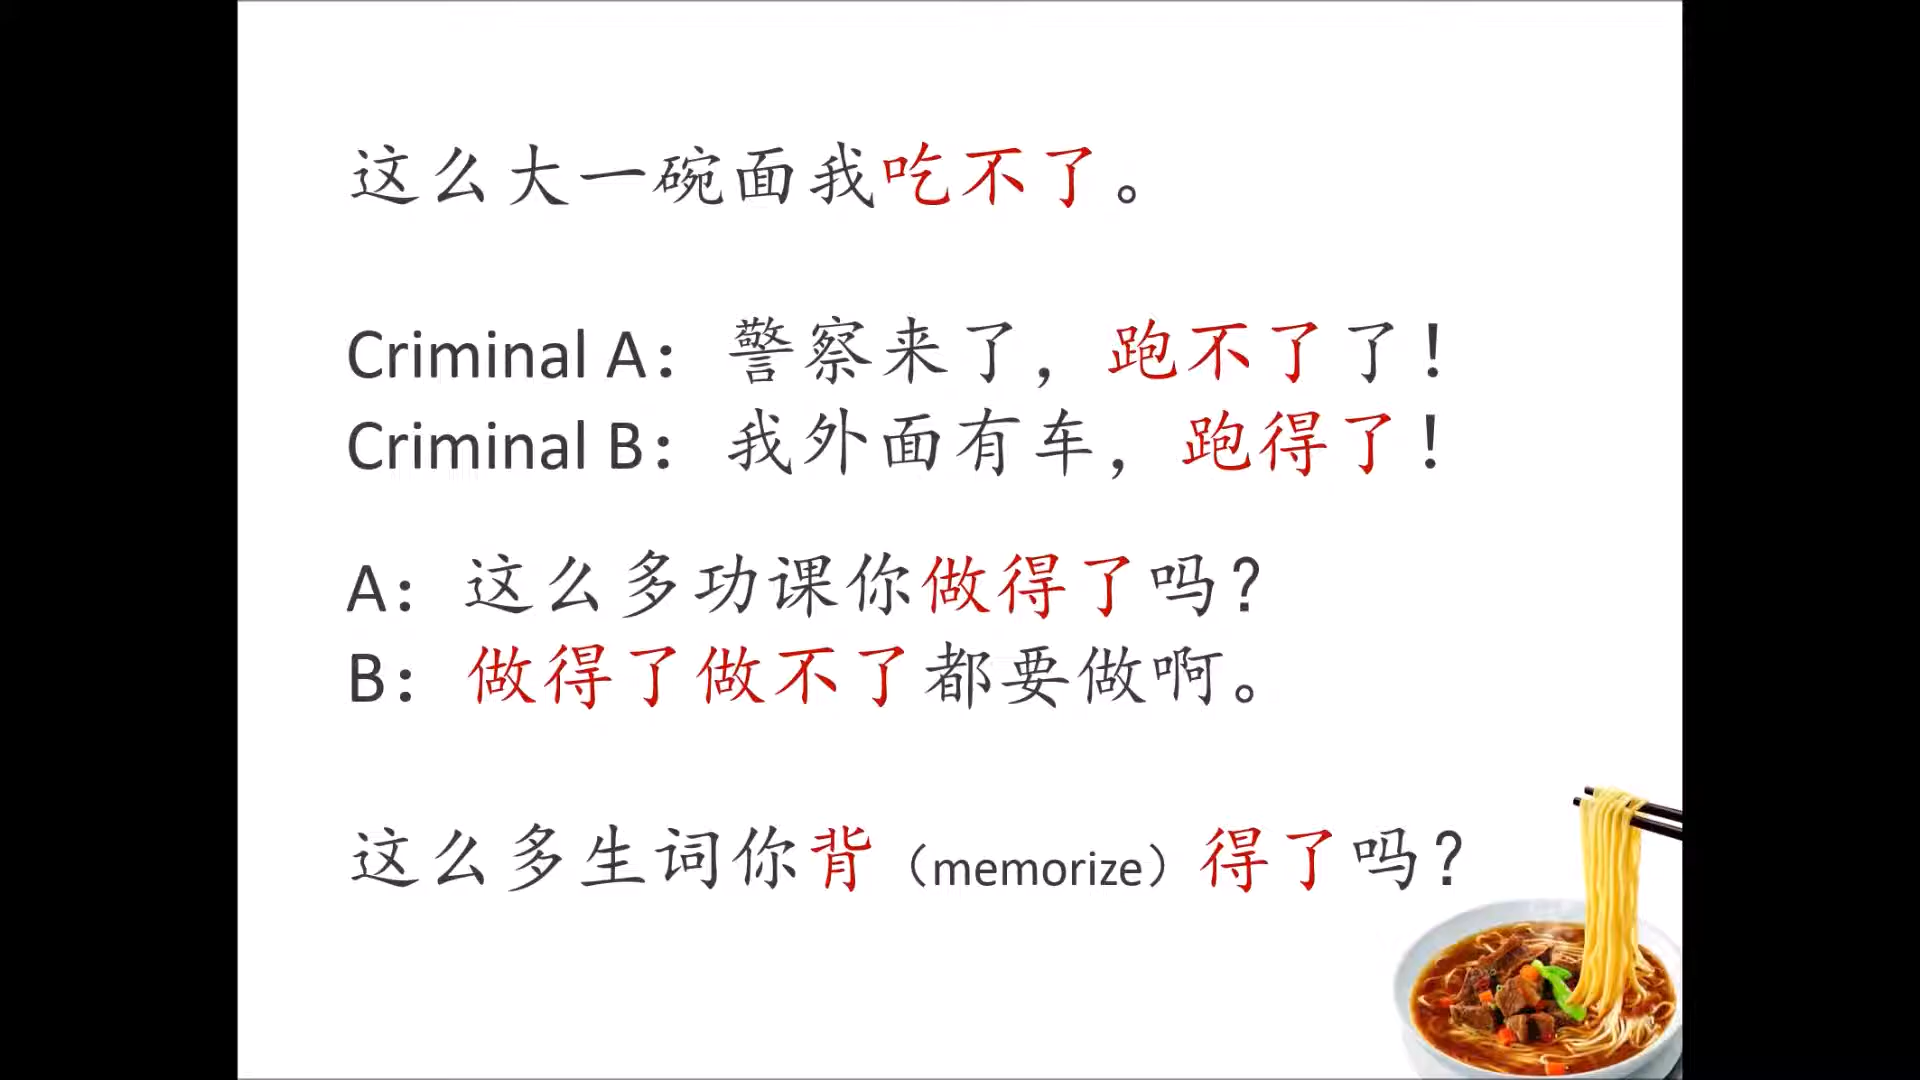 这么大一碗面我吃不了。
Criminal A：警察来了，跑不了了！
Criminal B：我外面有车，跑得了！
A：这么多功课你做得了吗？
B：做得了做不了都要做啊。
这么多生词你背（memorize）得了吗？